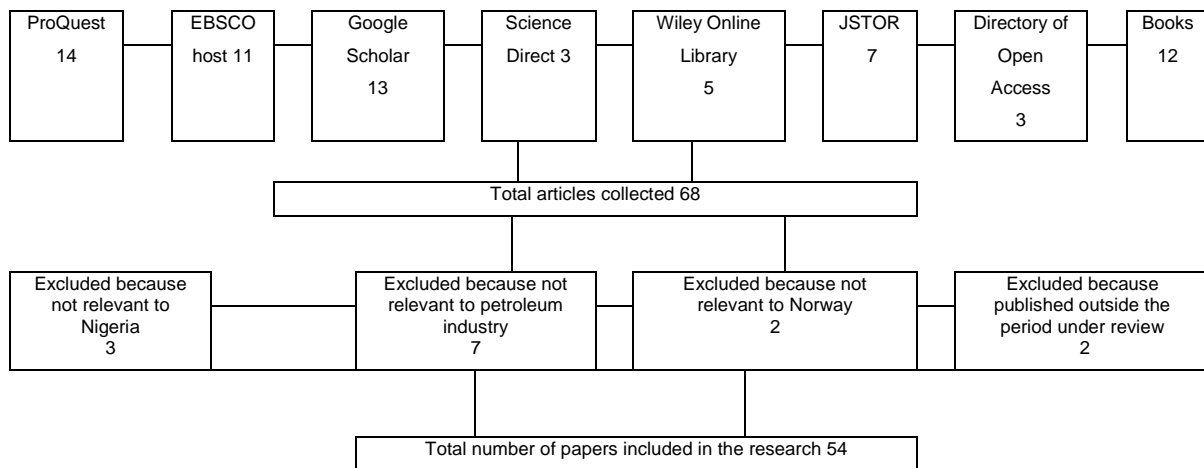 ProQuest
14
EBSCO
host 11
Google
Scholar
13
Science
Direct 3
Wiley Online
Library
5
JSTOR
7
Directory of
Open
Access
3
Books
12
Total articles collected 68
Excluded because
not relevant to
Nigeria
3
Excluded because not
relevant to petroleum
industry
7
Excluded because not
relevant to Norway
2
Excluded because
published outside the
period under review
2
Total number of papers included in the research 54